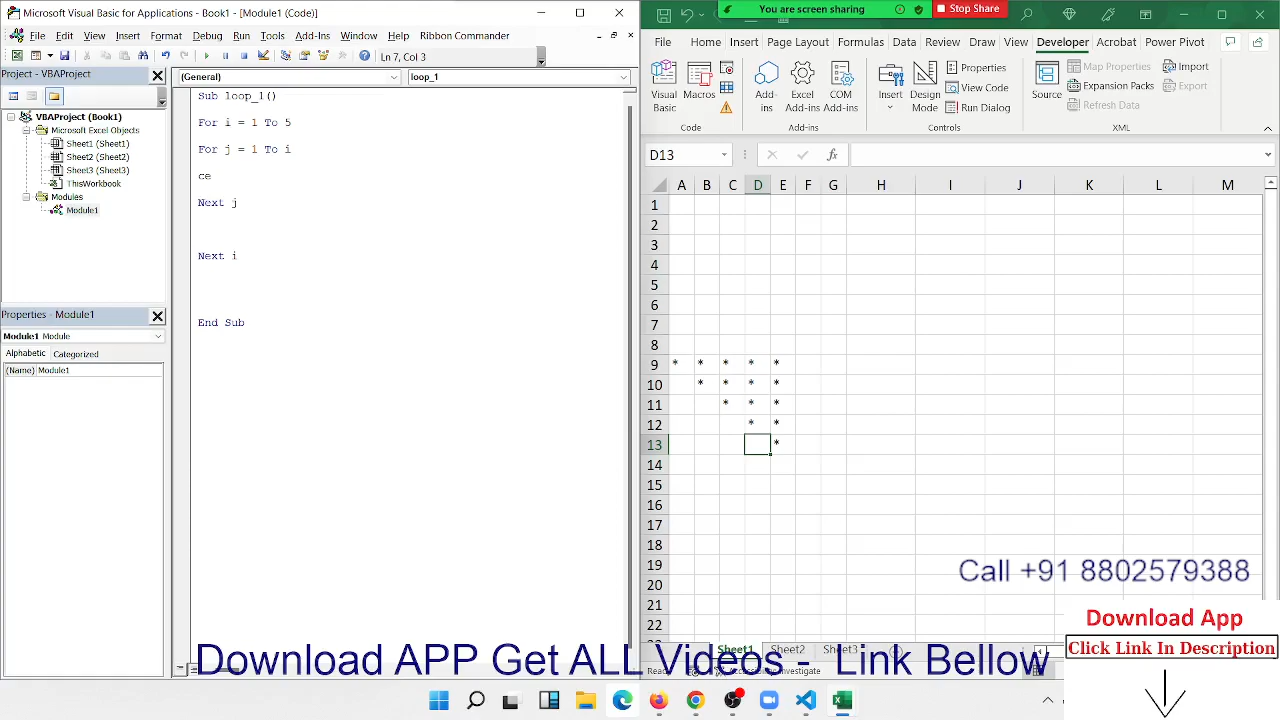 Microsoft Visual Basic for Applications - Book1 - [Module1 (Code)]
File Edit View Insert Format Debug Run Tools Add-Ins Window Help Ribbon Commander
Ln 7, Col 3
Project - VBAProject
VBAProject (Book1)
Microsoft Excel Objects
Sheet1 (Sheet1)
Sheet2 (Sheet2)
Sheet3 (Sheet3)
ThisWorkbook
Modules
Module1
Properties - Module1
Module1 Module
Alphabetic Categorized
(Name) Module1
(General) loop_1
Sub loop_1()
For i = 1 To 5
For j = 1 To i
ce
Next j
Next i
End Sub
You are screen sharing Stop Share
File Home Insert Page Layout Formulas Data Review Draw View Developer Acrobat Power Pivot
Visual Basic Macros Add-ins Excel Add-ins COM Add-ins Insert Design Mode Properties View Code Run Dialog Source Map Properties Expansion Packs Refresh Data Import Export
Code Add-ins Controls XML
D13 fx
A B C D E F G H I J K L M
1
2
3
4
5
6
7
8
9 * * * * *
10 * * * *
11 * * *
12 * *
13 *
14
15
16
17
18
19
20
21
22
Call +91 8802579388
Download App
Click Link In Description
Sheet1 Sheet2 Sheet3
Download APP Get ALL Videos - Link Bellow